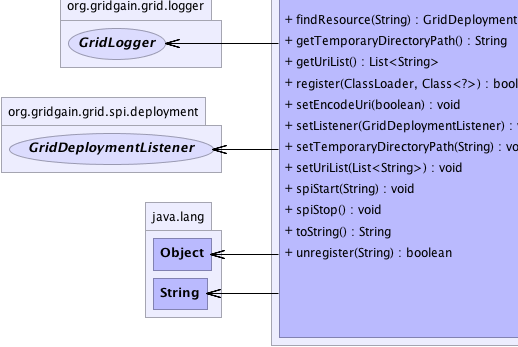 org.gridgain.grid.logger
GridLogger
org.gridgain.grid.spi.deployment
GridDeploymentListener
java.lang
Object
String
+ findResource(String) : GridDeployment
+ getTemporaryDirectoryPath() : String
+ getUriList() : List<String>
+ register(ClassLoader, Class<?>) : bool
+ setEncodeUri(boolean) : void
+ setListener(GridDeploymentListener) : v
+ setTemporaryDirectoryPath(String) : vo
+ setUriList(List<String>) : void
+ spiStart(String) : void
+ spiStop() : void
+ toString() : String
+ unregister(String) : boolean